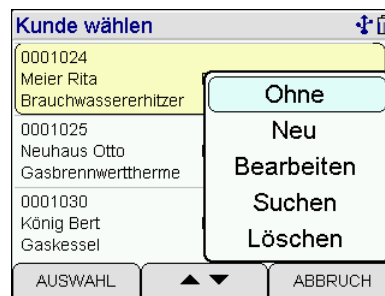 Kunde wählen
0001024
Meier Rita
Brauchwassererhitzer
0001025
Neuhaus Otto
Gasbrennwerttherme
0001030
König Bert
Gaskessel
Ohne
Neu
Bearbeiten
Suchen
Löschen
AUSWAHL
ABBRUCH